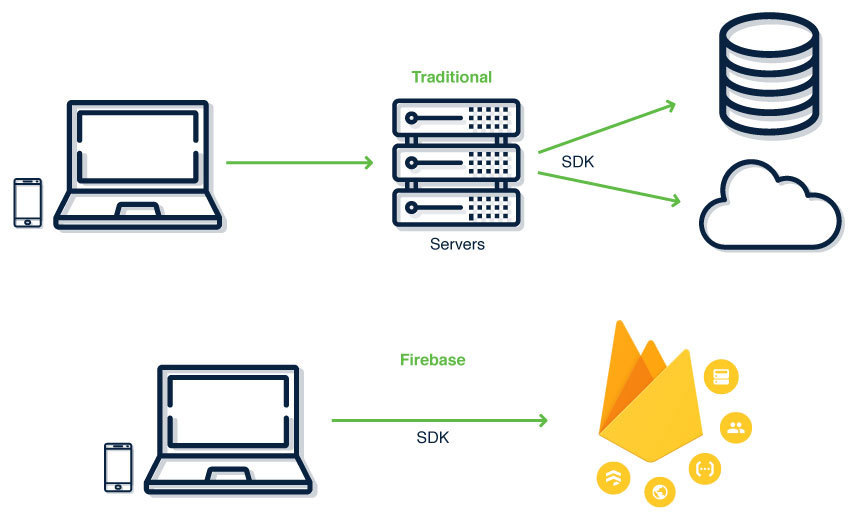 Traditional
SDK
Servers
Firebase
SDK